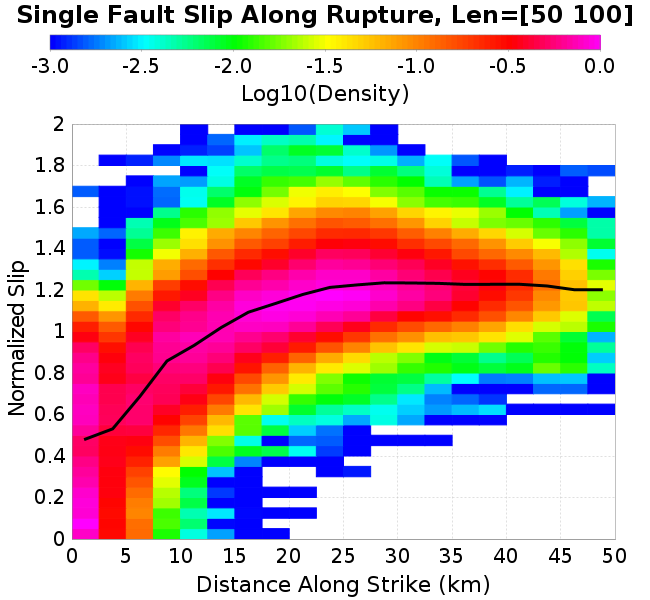 Single Fault Slip Along Rupture, Len=[50 100]
-3.0 -2.5 -2.0 -1.5 -1.0 -0.5 0.0
Log10(Density)
Normalized Slip
2
1.8
1.6
1.4
1.2
1
0.8
0.6
0.4
0.2
0
0 5 10 15 20 25 30 35 40 45 50
Distance Along Strike (km)